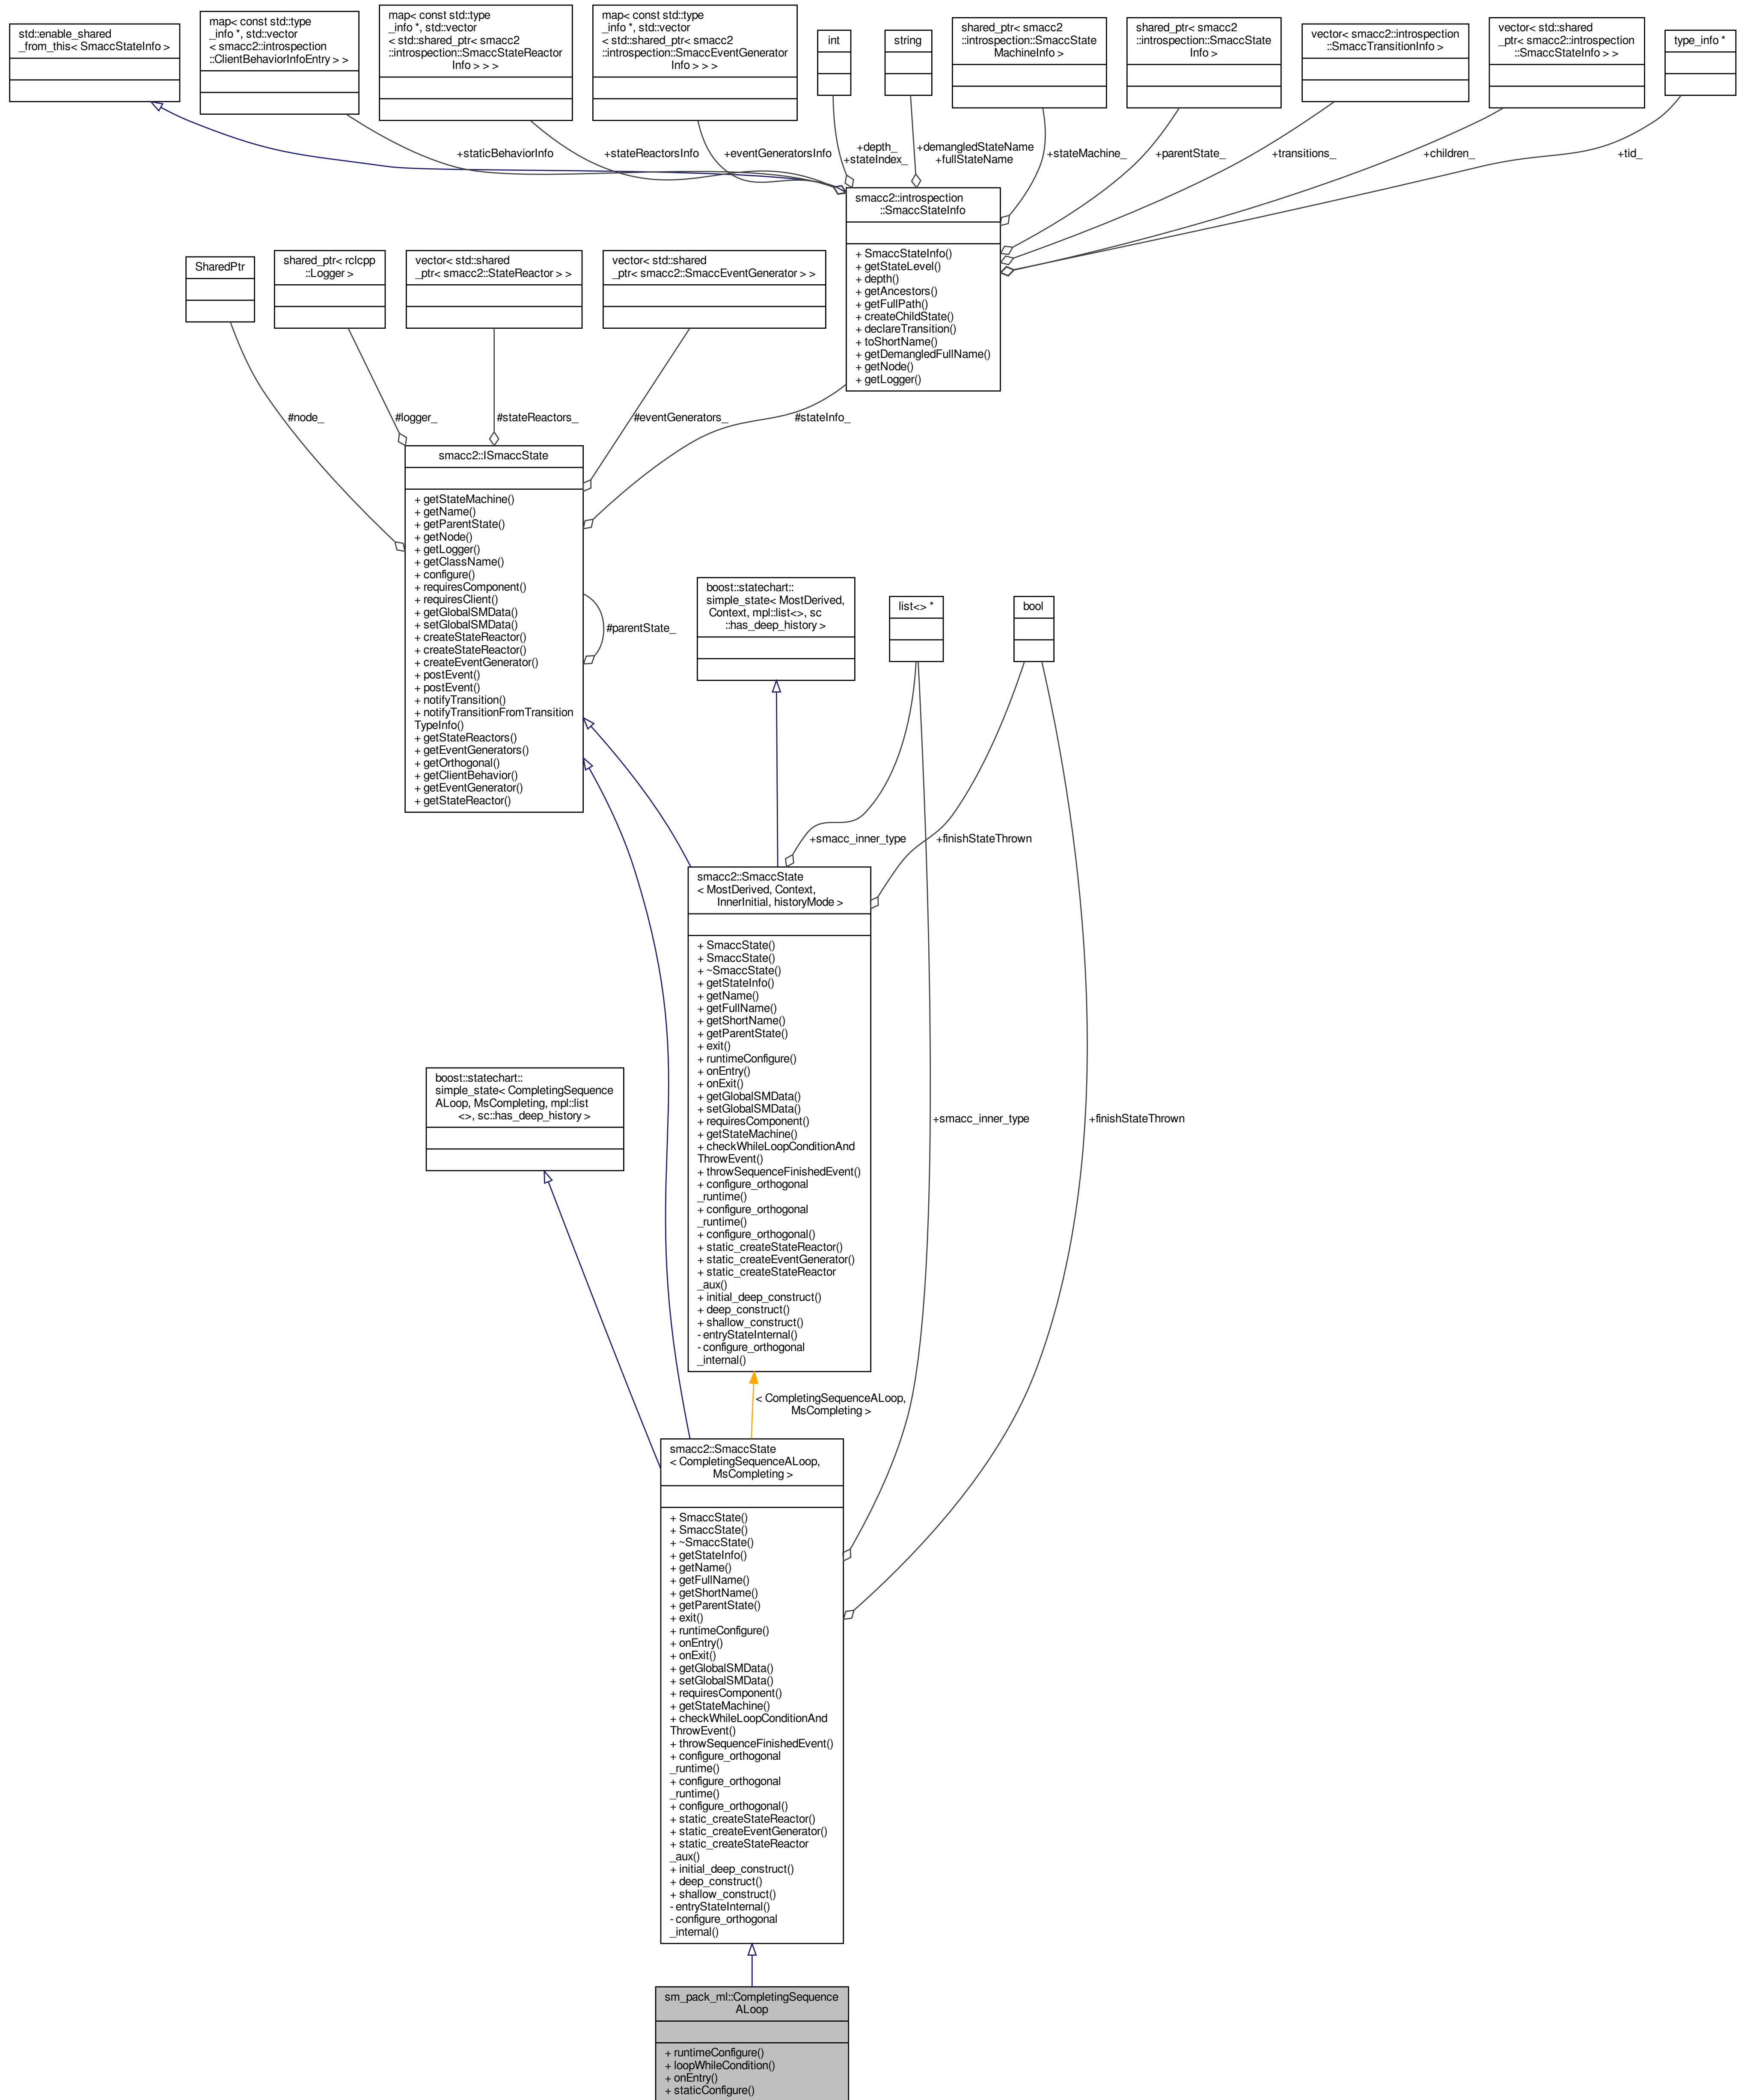 std::enable_shared
_from_this< SmaccStateInfo >
map< const std::type
_info *, std::vector
< smacc2::introspection
::ClientBehaviorInfoEntry > >
map< const std::type
_info *, std::vector
< std::shared_ptr< smacc2
::introspection::SmaccStateReactor
Info > > >
map< const std::type
_info *, std::vector
< std::shared_ptr< smacc2
::introspection::SmaccEventGenerator
Info > > >
int
string
shared_ptr< smacc2
::introspection::SmaccState
MachineInfo >
shared_ptr< smacc2
::introspection::SmaccState
Info >
vector< smacc2::introspection
::SmaccTransitionInfo >
vector< std::shared
_ptr< smacc2::introspection
::SmaccStateInfo > >
type_info *
+staticBehaviorInfo
+stateReactorsInfo
+eventGeneratorsInfo
+depth_
+stateIndex_
+demangledStateName
+fullStateName
+stateMachine_
+parentState_
+transitions_
+children_
+tid_
smacc2::introspection
::SmaccStateInfo
+ SmaccStateInfo()
+ getStateLevel()
+ depth()
+ getAncestors()
+ getFullPath()
+ createChildState()
+ declareTransition()
+ toShortName()
+ getDemangledFullName()
+ getNode()
+ getLogger()
SharedPtr
shared_ptr< rclcpp
::Logger >
vector< std::shared
_ptr< smacc2::StateReactor > >
vector< std::shared
_ptr< smacc2::SmaccEventGenerator > >
#node_
#logger_
#stateReactors_
#eventGenerators_
#stateInfo_
smacc2::ISmaccState
+ getStateMachine()
+ getName()
+ getParentState()
+ getNode()
+ getLogger()
+ getClassName()
+ configure()
+ requiresComponent()
+ requiresClient()
+ getGlobalSMData()
+ setGlobalSMData()
+ createStateReactor()
+ createStateReactor()
+ createEventGenerator()
+ postEvent()
+ postEvent()
+ notifyTransition()
+ notifyTransitionFromTransition
TypeInfo()
+ getStateReactors()
+ getEventGenerators()
+ getOrthogonal()
+ getClientBehavior()
+ getEventGenerator()
+ getStateReactor()
#parentState_
boost::statechart::
simple_state< MostDerived,
Context, mpl::list<>, sc
::has_deep_history >
list<> *
bool
+smacc_inner_type
+finishStateThrown
smacc2::SmaccState
< MostDerived, Context,
InnerInitial, historyMode >
+ SmaccState()
+ SmaccState()
+ ~SmaccState()
+ getStateInfo()
+ getName()
+ getFullName()
+ getShortName()
+ getParentState()
+ exit()
+ runtimeConfigure()
+ onEntry()
+ onExit()
+ getGlobalSMData()
+ setGlobalSMData()
+ requiresComponent()
+ getStateMachine()
+ checkWhileLoopConditionAnd
ThrowEvent()
+ throwSequenceFinishedEvent()
+ configure_orthogonal
_runtime()
+ configure_orthogonal
_runtime()
+ configure_orthogonal()
+ static_createStateReactor()
+ static_createEventGenerator()
+ static_createStateReactor
_aux()
+ initial_deep_construct()
+ deep_construct()
+ shallow_construct()
- entryStateInternal()
- configure_orthogonal
_internal()
boost::statechart::
simple_state< CompletingSequence
ALoop, MsCompleting, mpl::list
<>, sc::has_deep_history >
+smacc_inner_type
+finishStateThrown
< CompletingSequenceALoop,
MsCompleting >
smacc2::SmaccState
< CompletingSequenceALoop,
MsCompleting >
+ SmaccState()
+ SmaccState()
+ ~SmaccState()
+ getStateInfo()
+ getName()
+ getFullName()
+ getShortName()
+ getParentState()
+ exit()
+ runtimeConfigure()
+ onEntry()
+ onExit()
+ getGlobalSMData()
+ setGlobalSMData()
+ requiresComponent()
+ getStateMachine()
+ checkWhileLoopConditionAnd
ThrowEvent()
+ throwSequenceFinishedEvent()
+ configure_orthogonal
_runtime()
+ configure_orthogonal
_runtime()
+ configure_orthogonal()
+ static_createStateReactor()
+ static_createEventGenerator()
+ static_createStateReactor
_aux()
+ initial_deep_construct()
+ deep_construct()
+ shallow_construct()
- entryStateInternal()
- configure_orthogonal
_internal()
sm_pack_ml::CompletingSequence
ALoop
+ runtimeConfigure()
+ loopWhileCondition()
+ onEntry()
+ staticConfigure()